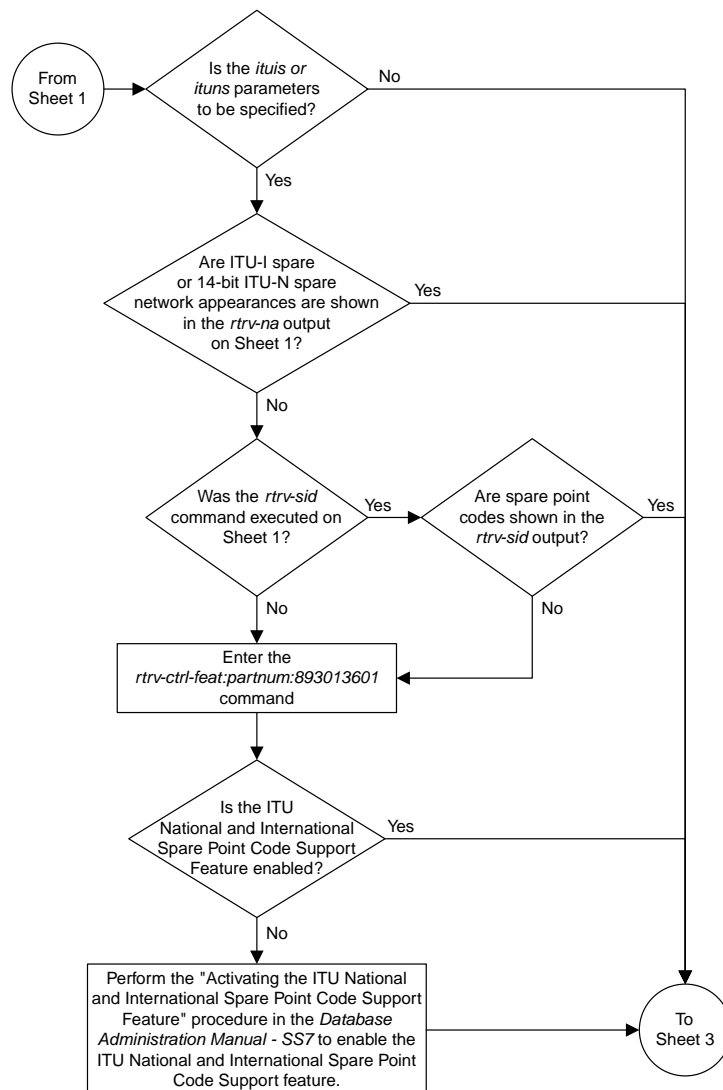 From
Sheet 1
Is the ituis or
ituns parameters
to be specified?
No
Yes
Are ITU-I spare
or 14-bit ITU-N spare
network appearances are shown
in the rtrv-na output
on Sheet 1?
Yes
No
Was the rtrv-sid
command executed on
Sheet 1?
Yes
Are spare point
codes shown in the
rtrv-sid output?
Yes
No
No
Enter the
rtrv-ctrl-feat:partnum:893013601
command
Is the ITU
National and International
Spare Point Code Support
Feature enabled?
Yes
No
Perform the "Activating the ITU National
and International Spare Point Code Support
Feature" procedure in the Database
Administration Manual - SS7 to enable the
ITU National and International Spare Point
Code Support feature.
To
Sheet 3